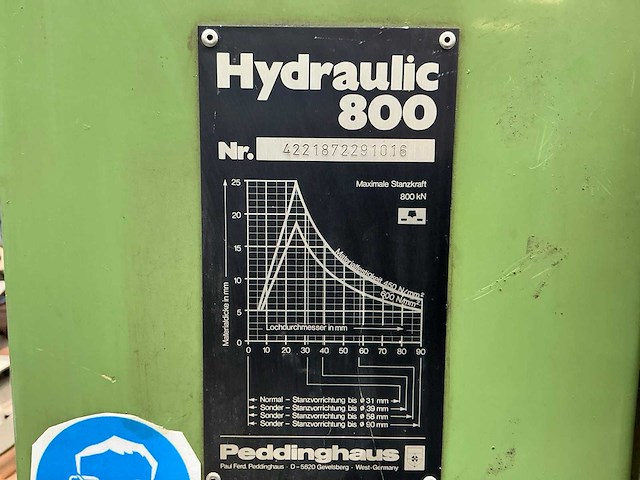 Hydraulic
800
Nr. 4221872291016
Maximale Stanzkraft
800 kN
Materialdicke in mm
25
20
15
10
5
0
Materialfestigkeit 450 N/mm²
600 N/mm²
Lochdurchmesser in mm
0 10 20 30 40 50 60 70 80 90
Normal - Stanzvorrichtung bis ø 31 mm
Sonder - Stanzvorrichtung bis ø 39 mm
Sonder - Stanzvorrichtung bis ø 58 mm
Sonder - Stanzvorrichtung bis ø 90 mm
Peddinghaus
Paul Ferd. Peddinghaus · D-5820 Gevelsberg · West-Germany